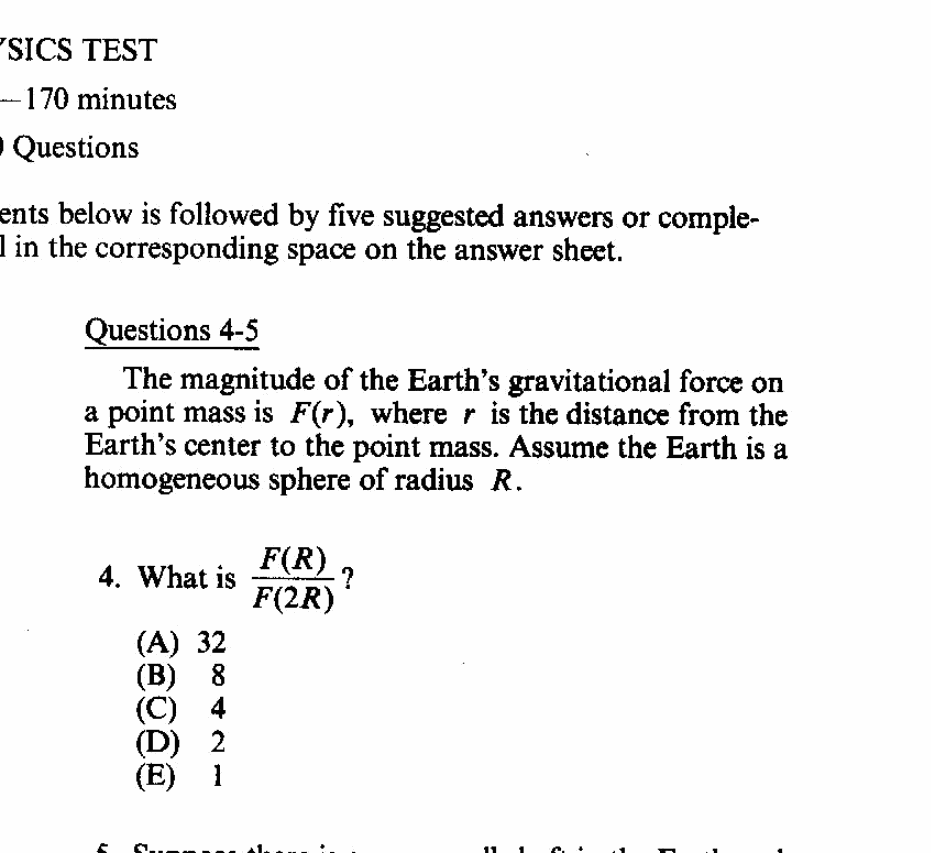 SICS TEST
—170 minutes
Questions
ents below is followed by five suggested answers or comple-
in the corresponding space on the answer sheet.
Questions 4-5
The magnitude of the Earth's gravitational force on
a point mass is F(r), where r is the distance from the
Earth's center to the point mass. Assume the Earth is a
homogeneous sphere of radius R.
4. What is F(R)/F(2R)?
(A) 32
(B) 8
(C) 4
(D) 2
(E) 1